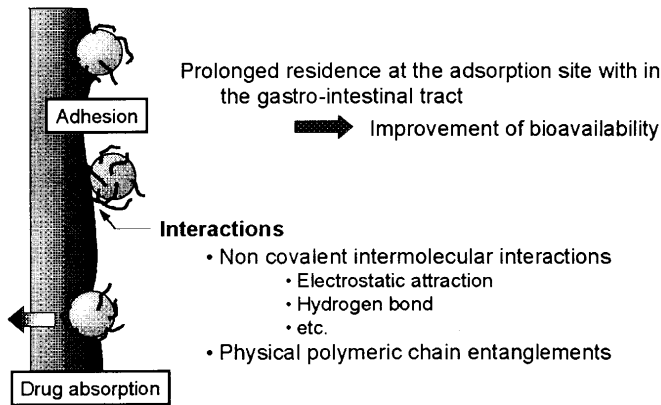 Prolonged residence at the adsorption site with in
the gastro-intestinal tract
Adhesion
Improvement of bioavailability
Interactions
• Non covalent intermolecular interactions
• Electrostatic attraction
• Hydrogen bond
• etc.
• Physical polymeric chain entanglements
Drug absorption